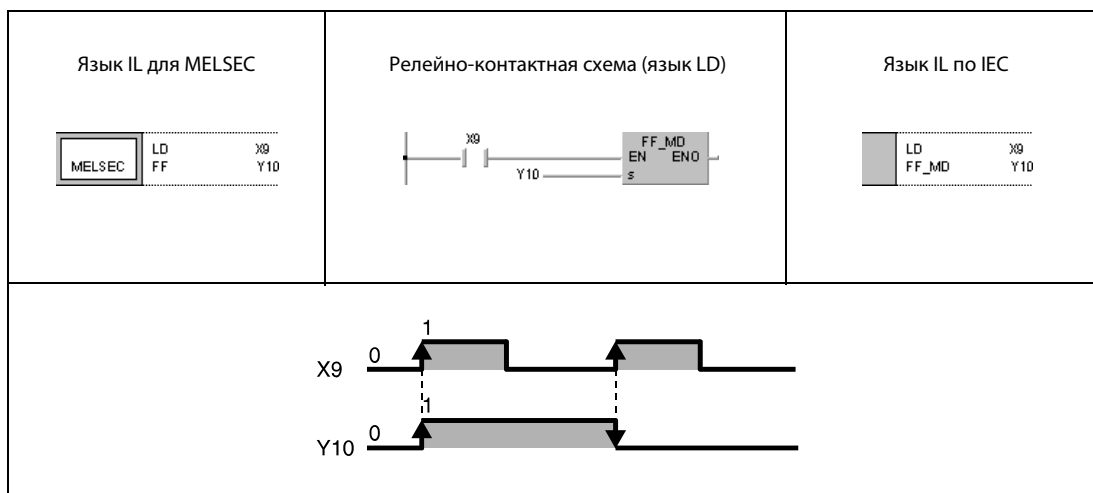 Язык IL для MELSEC
MELSEC
LD X9
FF Y10
Релейно-контактная схема (язык LD)
X9
FF_MD
EN ENO
Y10
s
Язык IL по IEC
LD X9
FF_MD Y10
1
X9 0
1
Y10 0